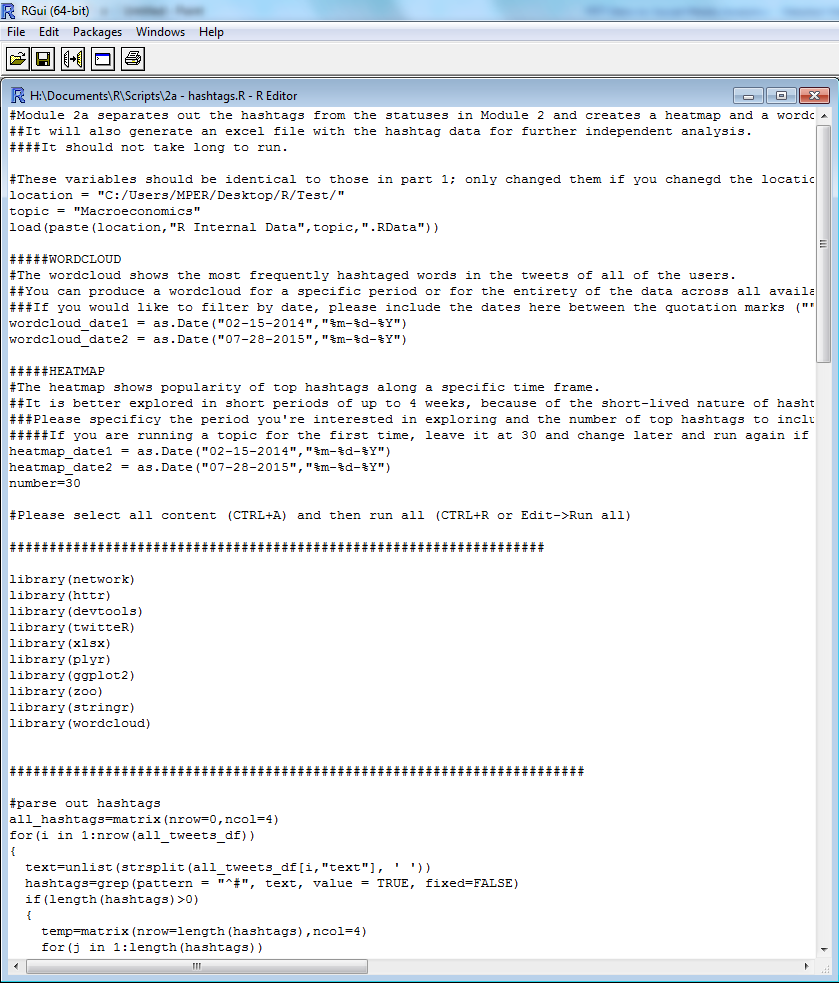 RGui (64-bit)
File Edit Packages Windows Help
H:\Documents\R\Scripts\2a - hashtags.R - R Editor
#Module 2a separates out the hashtags from the statuses in Module 2 and creates a heatmap and a wordc
##It will also generate an excel file with the hashtag data for further independent analysis.
####It should not take long to run.
#These variables should be identical to those in part 1; only changed them if you chanegd the locatic
location = "C:/Users/MPER/Desktop/R/Test/"
topic = "Macroeconomics"
load(paste(location,"R Internal Data",topic,".RData"))
#####WORDCLOUD
#The wordcloud shows the most frequently hashtaged words in the tweets of all of the users.
##You can produce a wordcloud for a specific period or for the entirety of the data across all availa
###If you would like to filter by date, please include the dates here between the quotation marks (""
wordcloud_date1 = as.Date("02-15-2014","%m-%d-%Y")
wordcloud_date2 = as.Date("07-28-2015","%m-%d-%Y")
#####HEATMAP
#The heatmap shows popularity of top hashtags along a specific time frame.
##It is better explored in short periods of up to 4 weeks, because of the short-lived nature of hasht
###Please specificy the period you're interested in exploring and the number of top hashtags to inclu
#####If you are running a topic for the first time, leave it at 30 and change later and run again if
heatmap_date1 = as.Date("02-15-2014","%m-%d-%Y")
heatmap_date2 = as.Date("07-28-2015","%m-%d-%Y")
number=30
#Please select all content (CTRL+A) and then run all (CTRL+R or Edit->Run all)
###################################################################
library(network)
library(httr)
library(devtools)
library(twitteR)
library(xlsx)
library(plyr)
library(ggplot2)
library(zoo)
library(stringr)
library(wordcloud)
########################################################################
#parse out hashtags
all_hashtags=matrix(nrow=0,ncol=4)
for(i in 1:nrow(all_tweets_df))
{
text=unlist(strsplit(all_tweets_df[i,"text"], ' '))
hashtags=grep(pattern = "^#", text, value = TRUE, fixed=FALSE)
if(length(hashtags)>0)
{
temp=matrix(nrow=length(hashtags),ncol=4)
for(j in 1:length(hashtags))